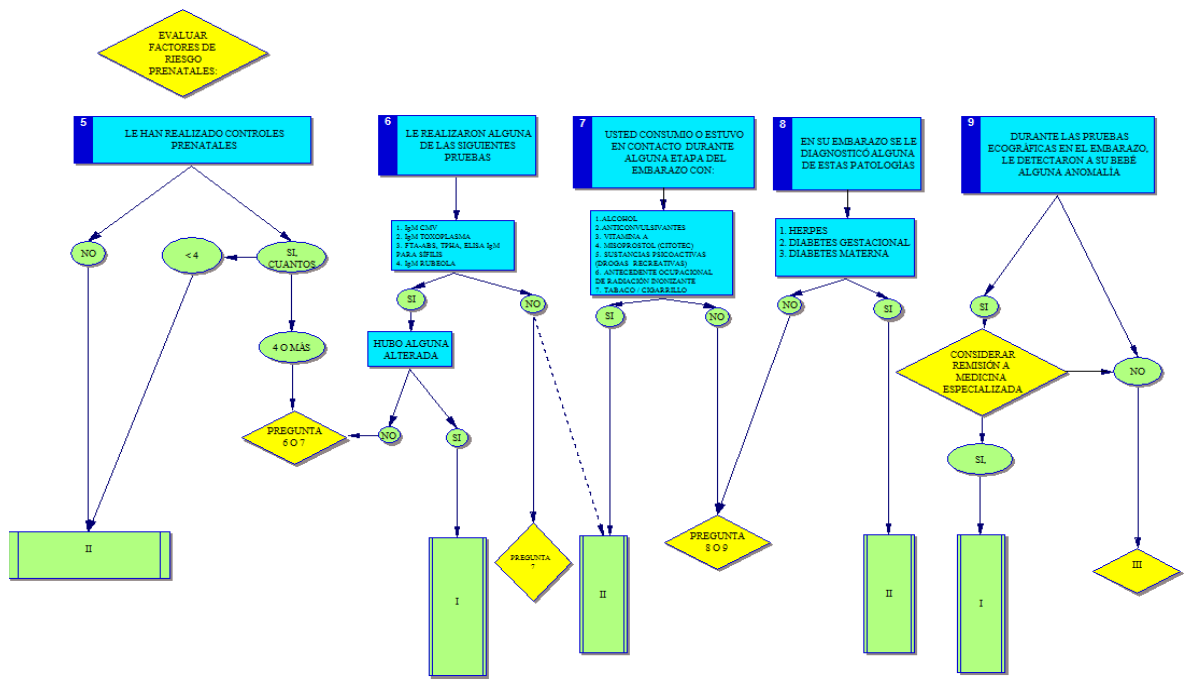 EVALUAR
FACTORES DE
RIESGO
PRENATALES:
5
LE HAN REALIZADO CONTROLES
PRENATALES
NO
< 4
SI,
CUANTOS
4 O MÀS
PREGUNTA
6 O 7
II
6
LE REALIZARON ALGUNA
DE LAS SIGUIENTES
PRUEBAS
1. IgM CMV
2. IgM TOXOPLASMA
3. FTA-ABS, TPHA, ELISA IgM
PARA SÍFILIS
4. IgM RUBEOLA
SI
NO
HUBO ALGUNA
ALTERADA
NO
SI
I
PREGUNTA
7
7
USTED CONSUMIO O ESTUVO
EN CONTACTO DURANTE
ALGUNA ETAPA DEL
EMBARAZO CON:
1.ALCOHOL
2.ANTICONVULSIVANTES
3. VITAMINA A
4. MISOPROSTOL (CITOTEC)
5. SUSTANCIAS PSICOACTIVAS
(DROGAS RECREATIVAS)
6. ANTECEDENTE OCUPACIONAL
DE RADIACIÓN INONIZANTE
7. TABACO / CIGARRILLO
SI
NO
II
PREGUNTA
8 O 9
8
EN SU EMBARAZO SE LE
DIAGNOSTICÓ ALGUNA
DE ESTAS PATOLOGÍAS
1. HERPES
2. DIABETES GESTACIONAL
3. DIABETES MATERNA
NO
SI
II
9
DURANTE LAS PRUEBAS
ECOGRÀFICAS EN EL EMBARAZO,
LE DETECTARON A SU BEBÉ
ALGUNA ANOMALÍA
SI
CONSIDERAR
REMISIÓN A
MEDICINA
ESPECIALIZADA
NO
SI,
I
III